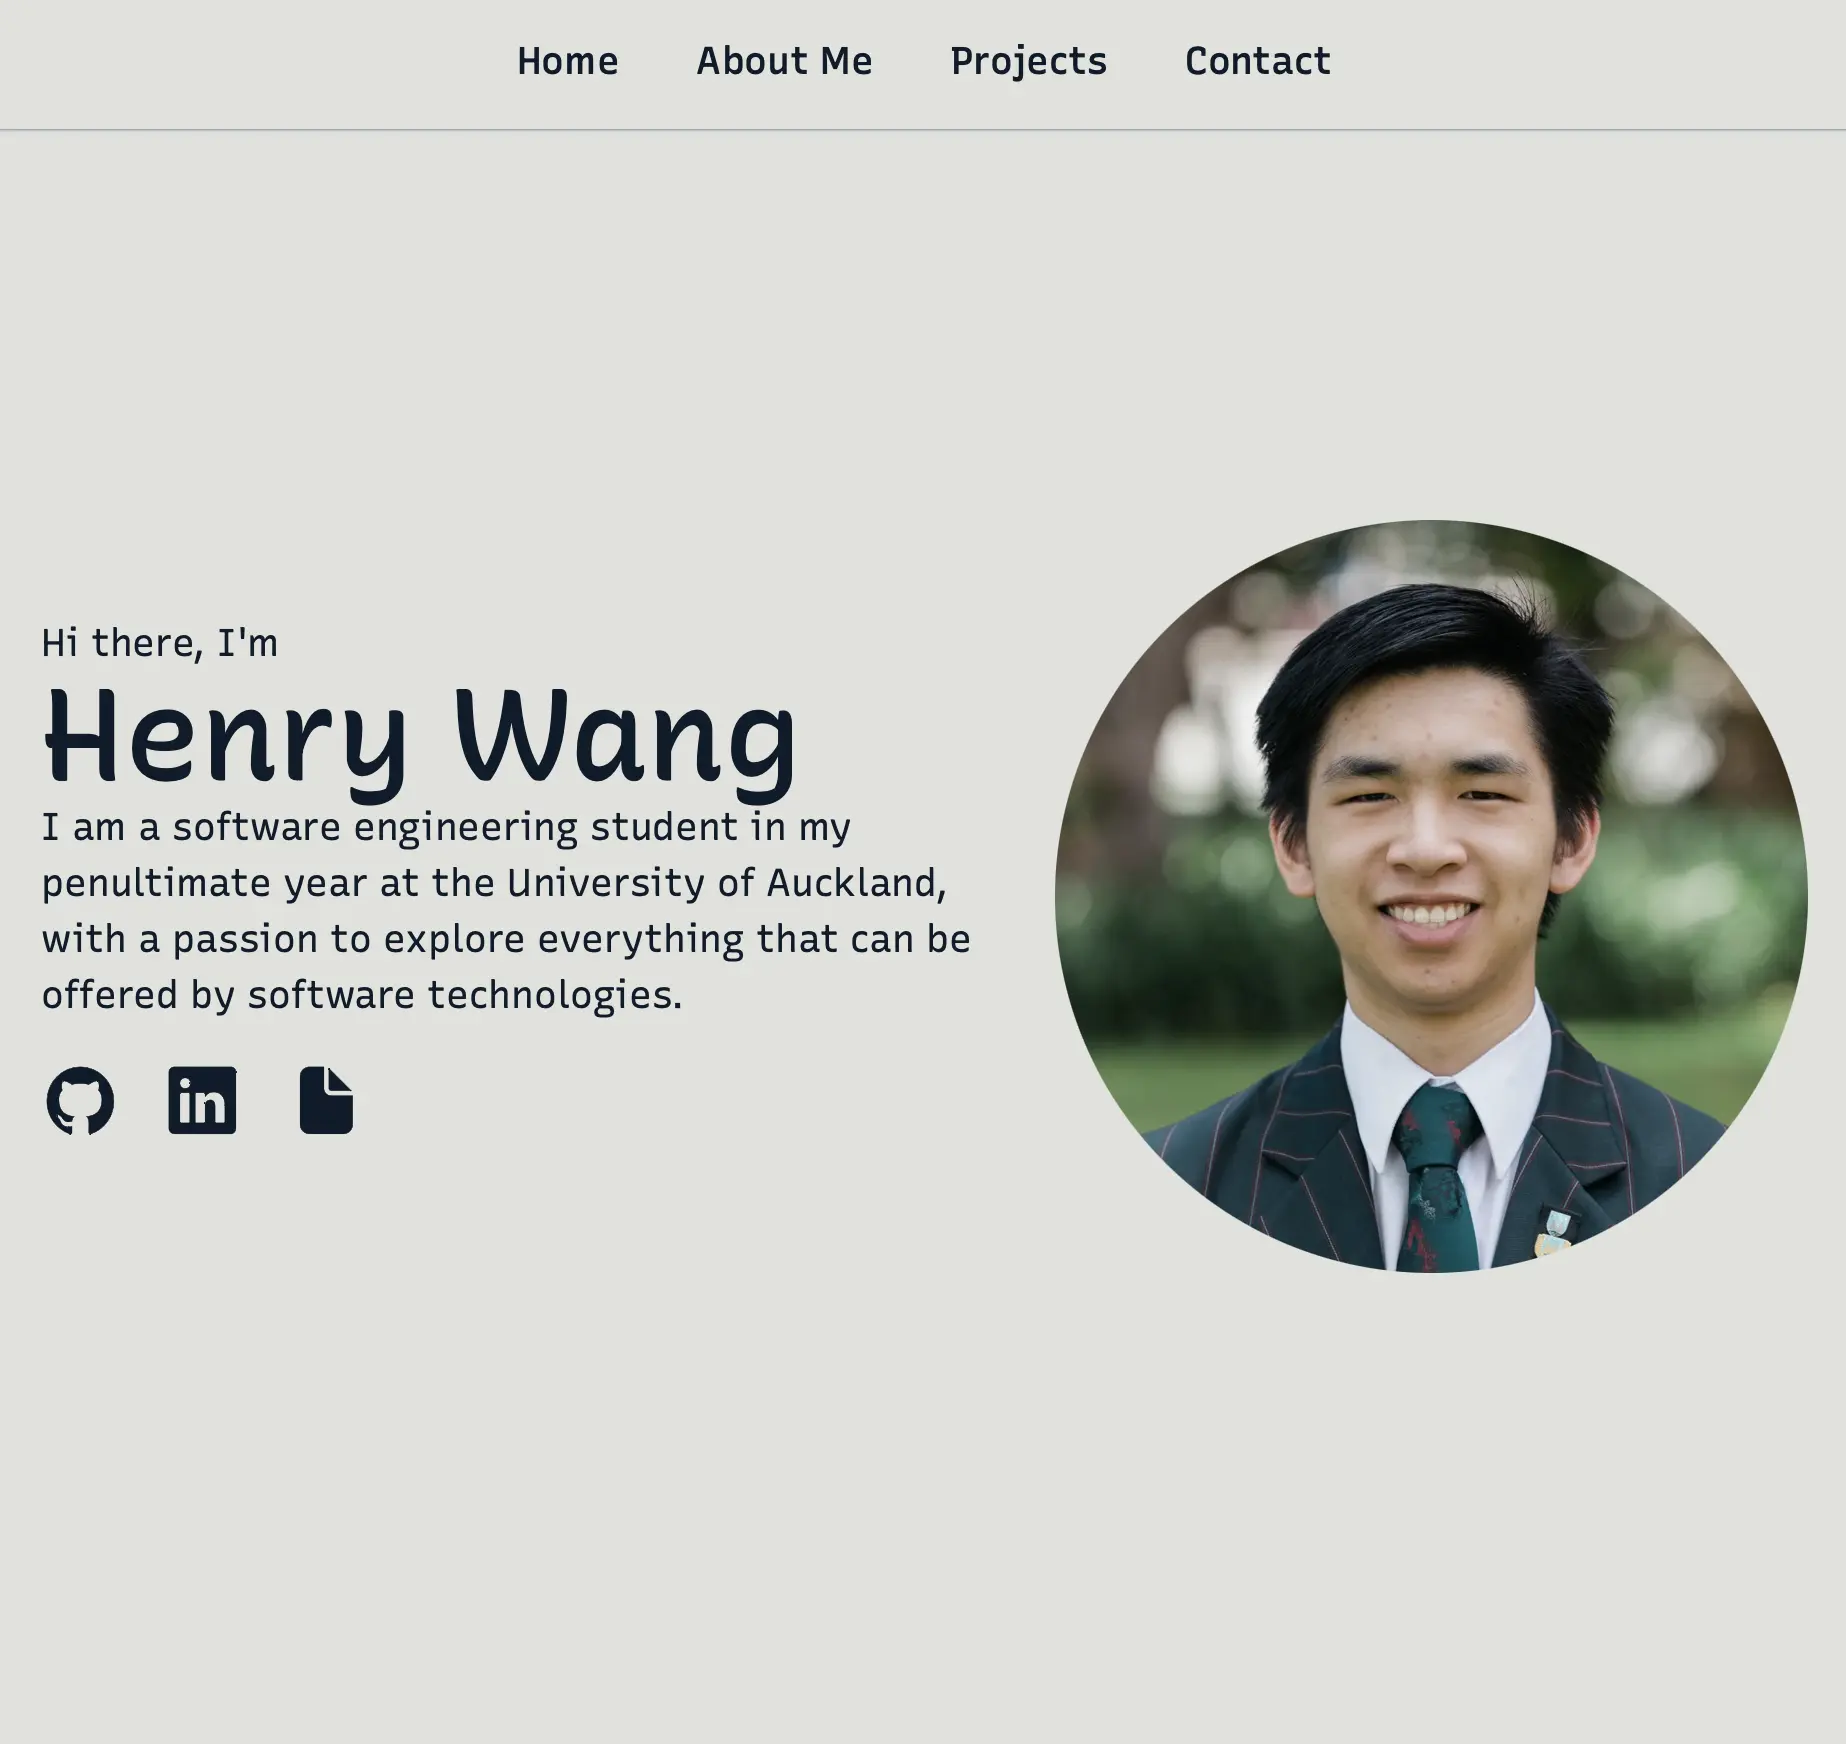 Home About Me Projects Contact
Hi there, I'm
Henry Wang
I am a software engineering student in my
penultimate year at the University of Auckland,
with a passion to explore everything that can be
offered by software technologies.
in